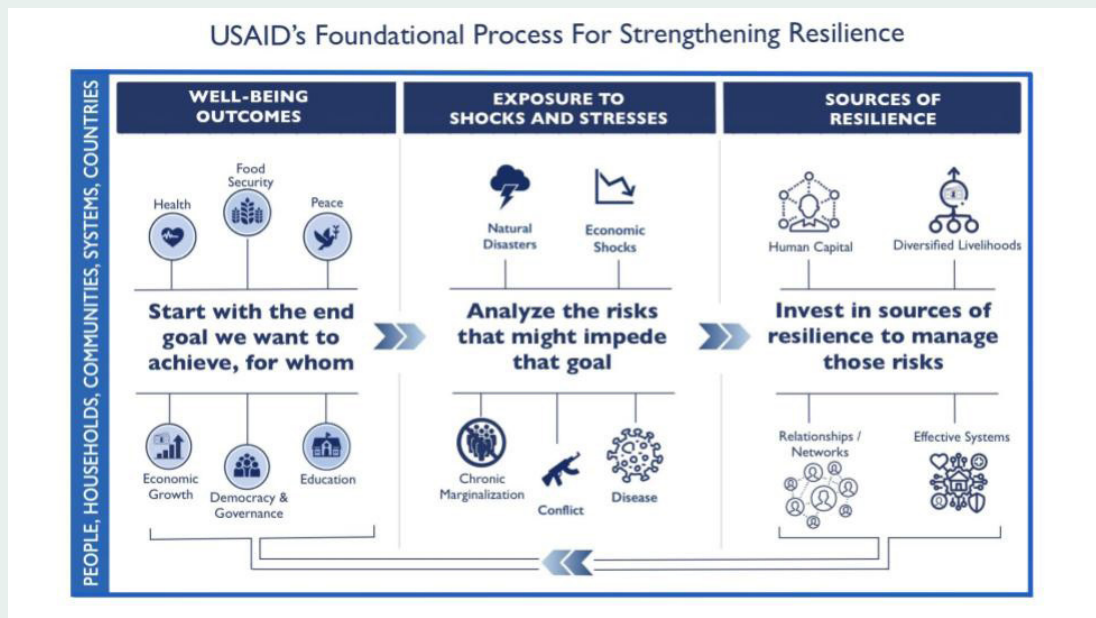 USAID's Foundational Process For Strengthening Resilience
PEOPLE, HOUSEHOLDS, COMMUNITIES, SYSTEMS, COUNTRIES
WELL-BEING
OUTCOMES
Health
Food
Security
Peace
Start with the end
goal we want to
achieve, for whom
Economic
Growth
Democracy &
Governance
Education
EXPOSURE TO
SHOCKS AND STRESSES
Natural
Disasters
Economic
Shocks
Analyze the risks
that might impede
that goal
Chronic
Marginalization
Conflict
Disease
SOURCES OF
RESILIENCE
Human Capital
Diversified Livelihoods
Invest in sources of
resilience to manage
those risks
Relationships /
Networks
Effective Systems